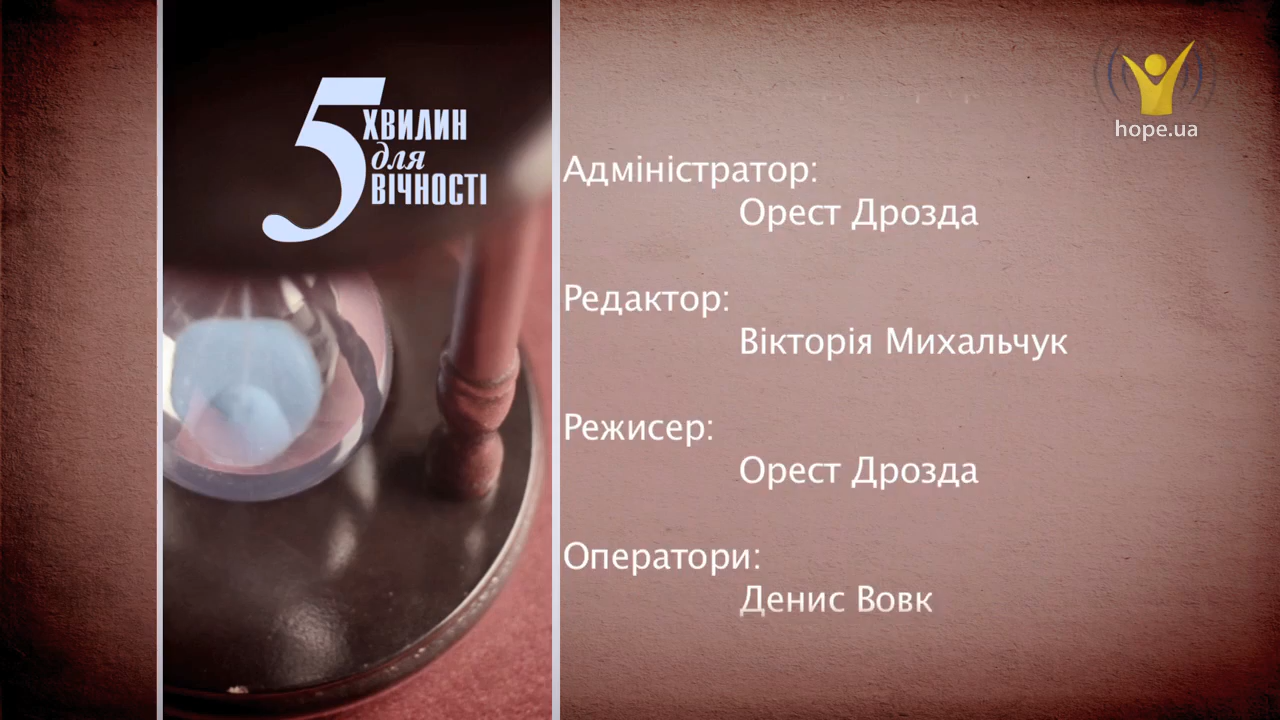 5 ХВИЛИН
для
ВІЧНОСТІ
hope.ua
Адміністратор:
Орест Дрозда
Редактор:
Вікторія Михальчук
Режисер:
Орест Дрозда
Оператори:
Денис Вовк